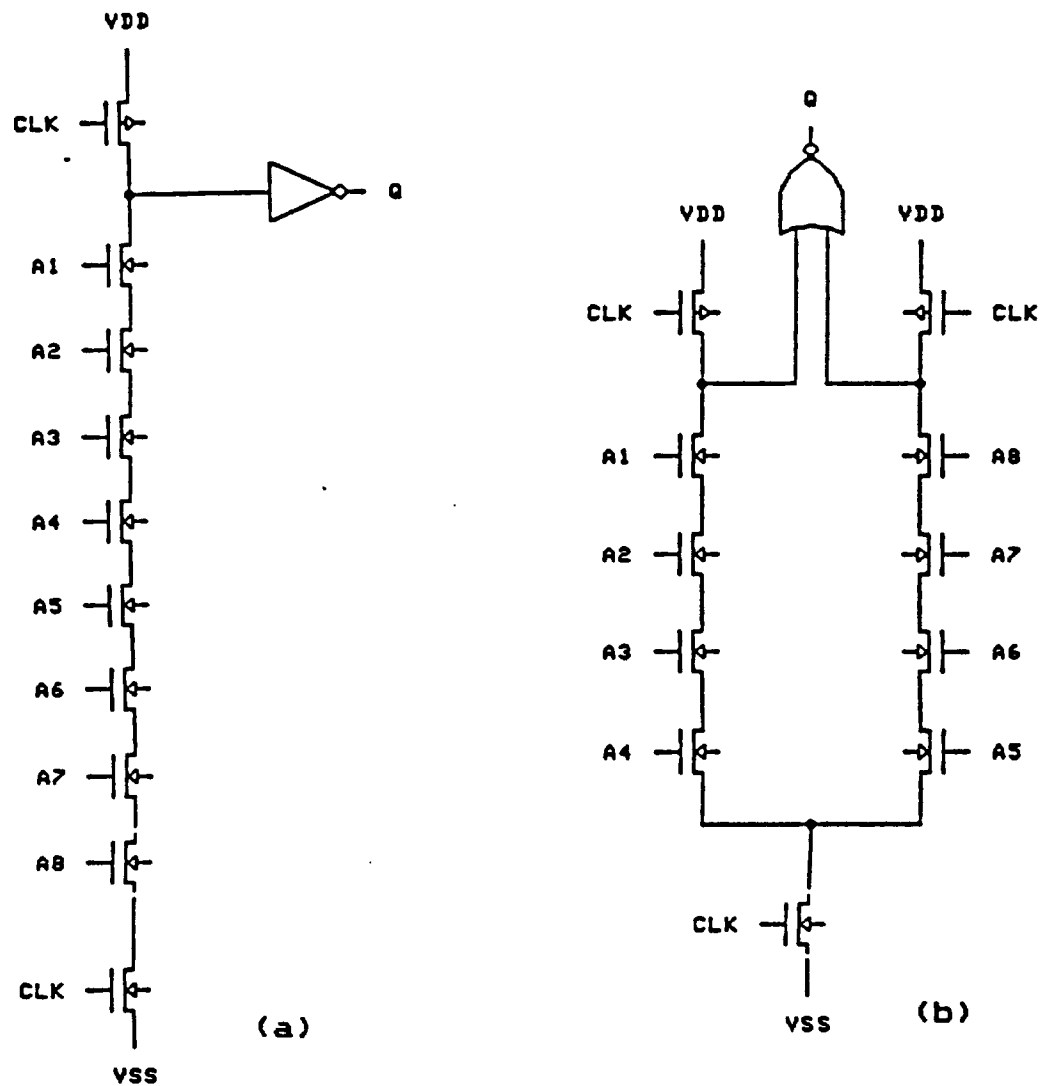 VDD
CLK
Q
A1
A2
A3
A4
A5
A6
A7
A8
CLK
VSS
(a)
Q
VDD VDD
CLK CLK
A1 A8
A2 A7
A3 A6
A4 A5
CLK
VSS
(b)